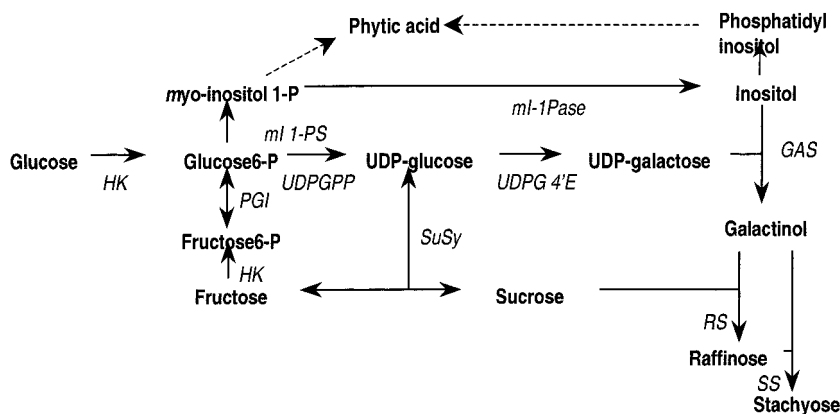 Phytic acid
Phosphatidyl
inositol
myo-inositol 1-P
Inositol
mI-1Pase
mI 1-PS
Glucose
Glucose6-P
UDP-glucose
UDP-galactose
GAS
HK
UDPGPP
UDPG 4'E
PGI
Galactinol
Fructose6-P
SuSy
HK
Fructose
Sucrose
RS
Raffinose
SS
Stachyose